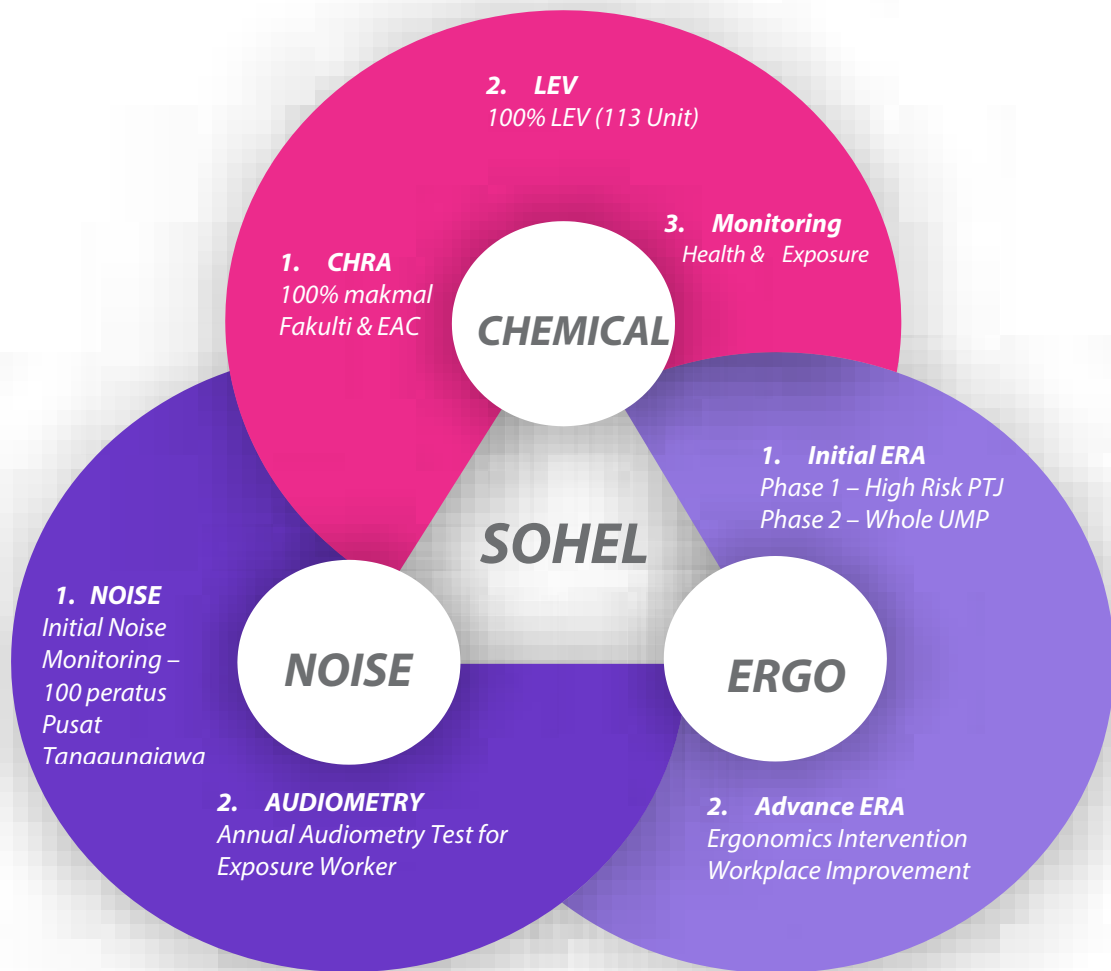 2. LEV
100% LEV (113 Unit)
3. Monitoring
Health & Exposure
1. CHRA
100% makmal
Fakulti & EAC
CHEMICAL
1. Initial ERA
Phase 1 – High Risk PTJ
Phase 2 – Whole UMP
SOHEL
1. NOISE
Initial Noise
Monitoring –
100 peratus
Pusat
Tanggungjawa
NOISE
ERGO
2. AUDIOMETRY
Annual Audiometry Test for
Exposure Worker
2. Advance ERA
Ergonomics Intervention
Workplace Improvement